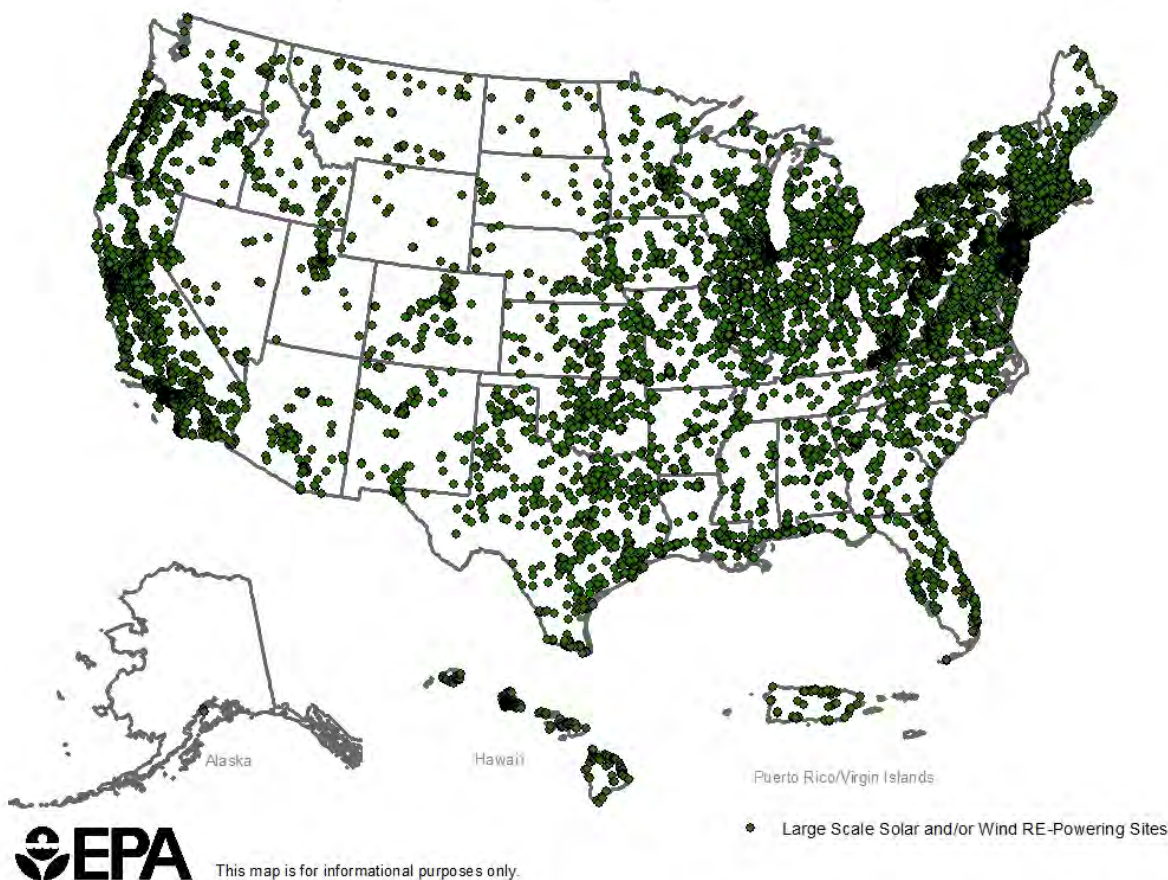 Alaska
Hawai'i
Puerto Rico/Virgin Islands
Large Scale Solar and/or Wind RE-Powering Sites
EPA
This map is for informational purposes only.